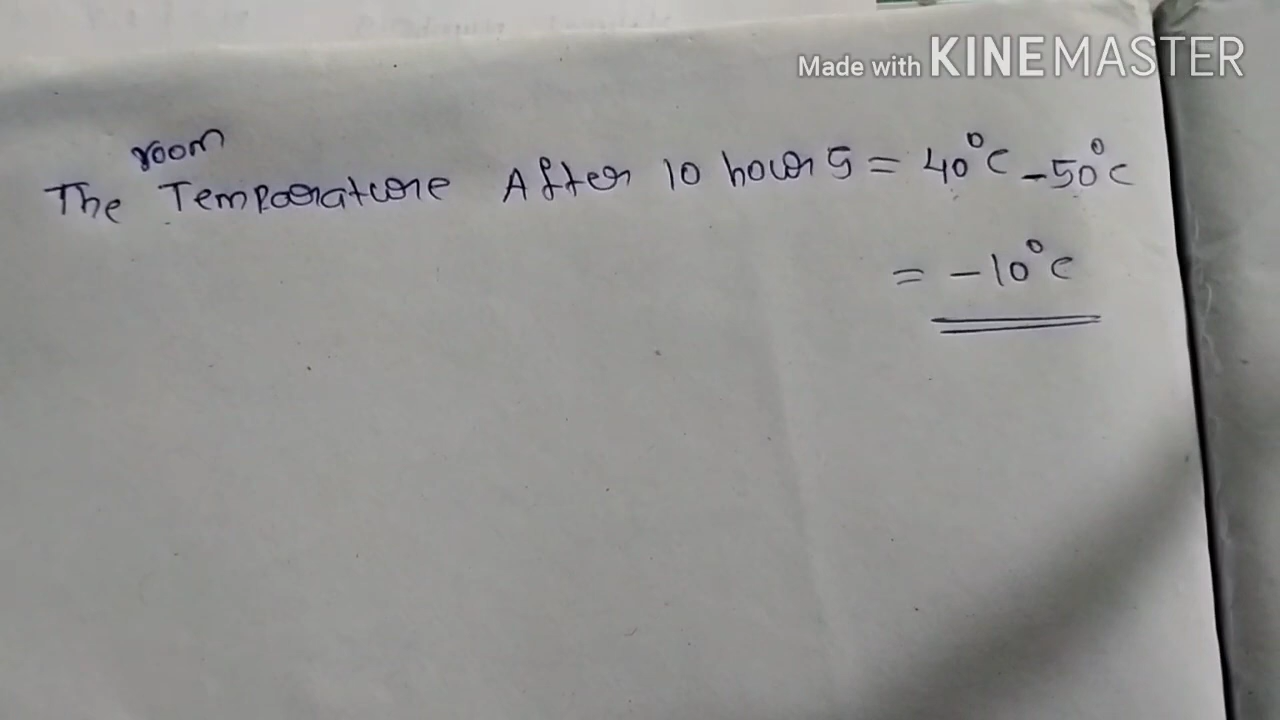 Made with KINEMASTER
The room Temperature After 10 hours = 40°C - 50°C
= -10°C